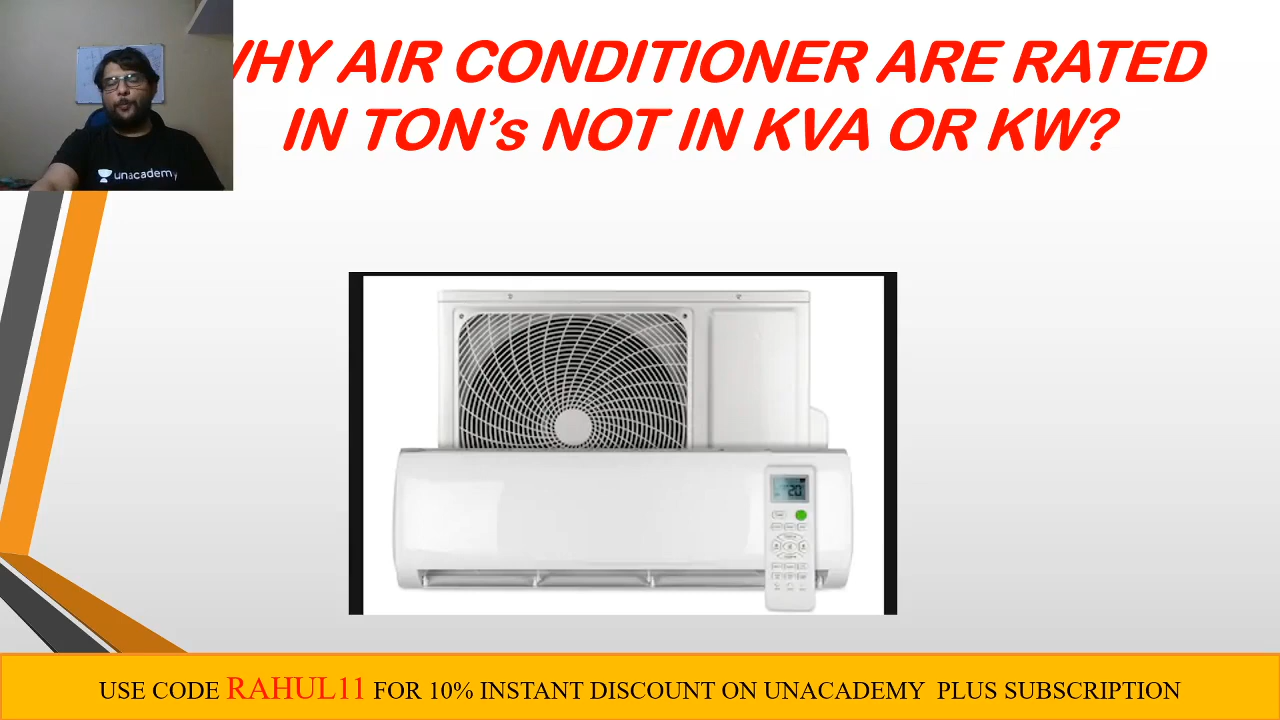 WHY AIR CONDITIONER ARE RATED
IN TON's NOT IN KVA OR KW?
unacademy
20
USE CODE RAHUL11 FOR 10% INSTANT DISCOUNT ON UNACADEMY PLUS SUBSCRIPTION